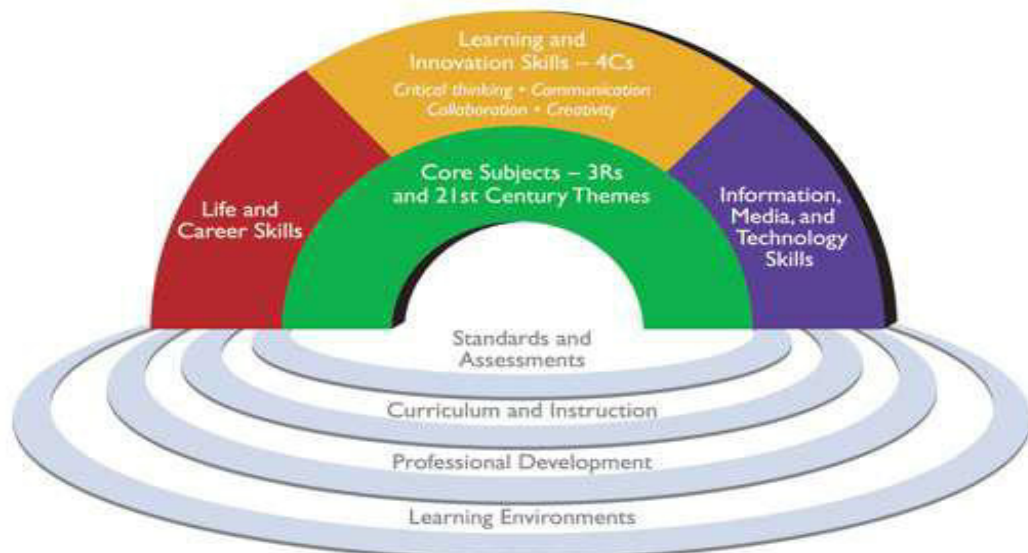 Learning and
Innovation Skills – 4Cs
Critical thinking • Communication
Collaboration • Creativity
Core Subjects – 3Rs
and 21st Century Themes
Life and
Career Skills
Information,
Media, and
Technology
Skills
Standards and
Assessments
Curriculum and Instruction
Professional Development
Learning Environments